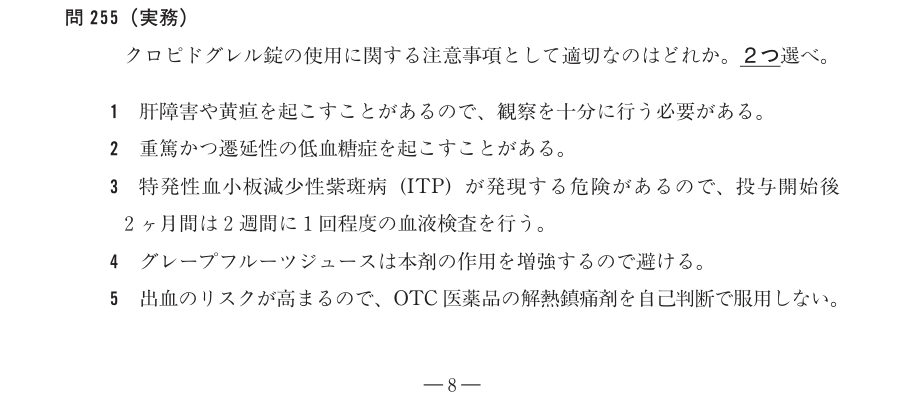 問 255（実務）
クロピドグレル錠の使用に関する注意事項として適切なのはどれか。２つ選べ。
1 肝障害や黄疸を起こすことがあるので、観察を十分に行う必要がある。
2 重篤かつ遷延性の低血糖症を起こすことがある。
3 特発性血小板減少性紫斑病（ITP）が発現する危険があるので、投与開始後
２ヶ月間は２週間に１回程度の血液検査を行う。
4 グレープフルーツジュースは本剤の作用を増強するので避ける。
5 出血のリスクが高まるので、OTC 医薬品の解熱鎮痛剤を自己判断で服用しない。
— 8 —